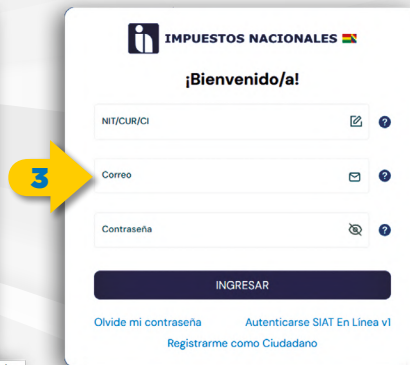 IMPUESTOS NACIONALES
¡Bienvenido/a!
NIT/CUR/CI
?
3
Correo
?
Contraseña
?
INGRESAR
Olvide mi contraseña
Autenticarse SIAT En Línea v1
Registrarme como Ciudadano